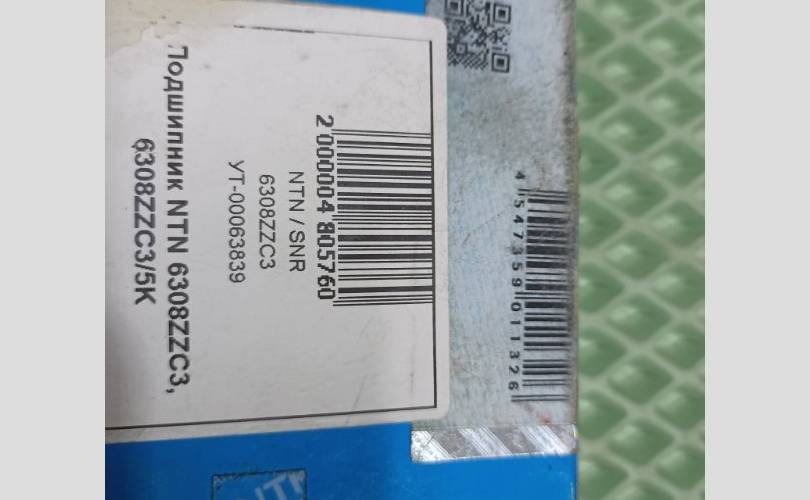 Подшипник NTN 6308ZZC3,
6308ZZC3/5K
УТ-00063839
6308ZZC3
NTN / SNR
2 000004 805760
4 547359 011326